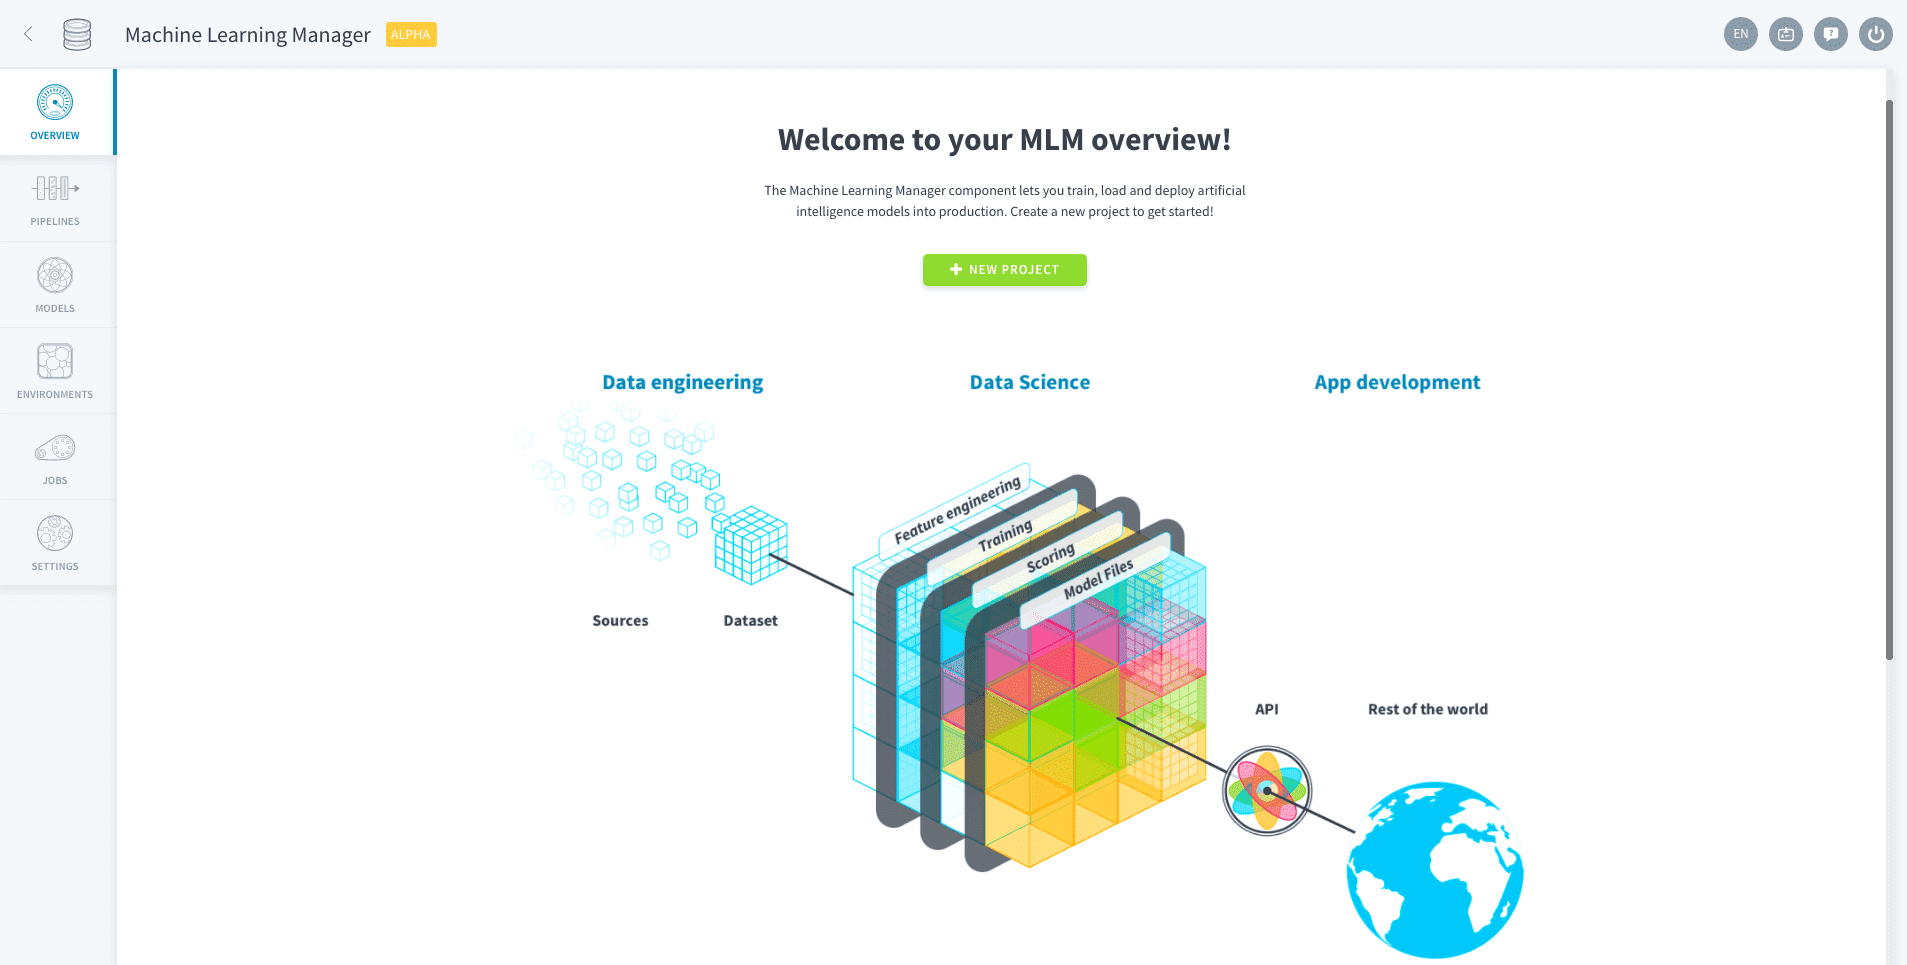 Machine Learning Manager
ALPHA
EN
OVERVIEW
PIPELINES
MODELS
ENVIRONMENTS
JOBS
SETTINGS
Welcome to your MLM overview!
The Machine Learning Manager component lets you train, load and deploy artificial
intelligence models into production. Create a new project to get started!
NEW PROJECT
Data engineering
Data Science
App development
Feature engineering
Training
Scoring
Model Files
Sources
Dataset
API
Rest of the world